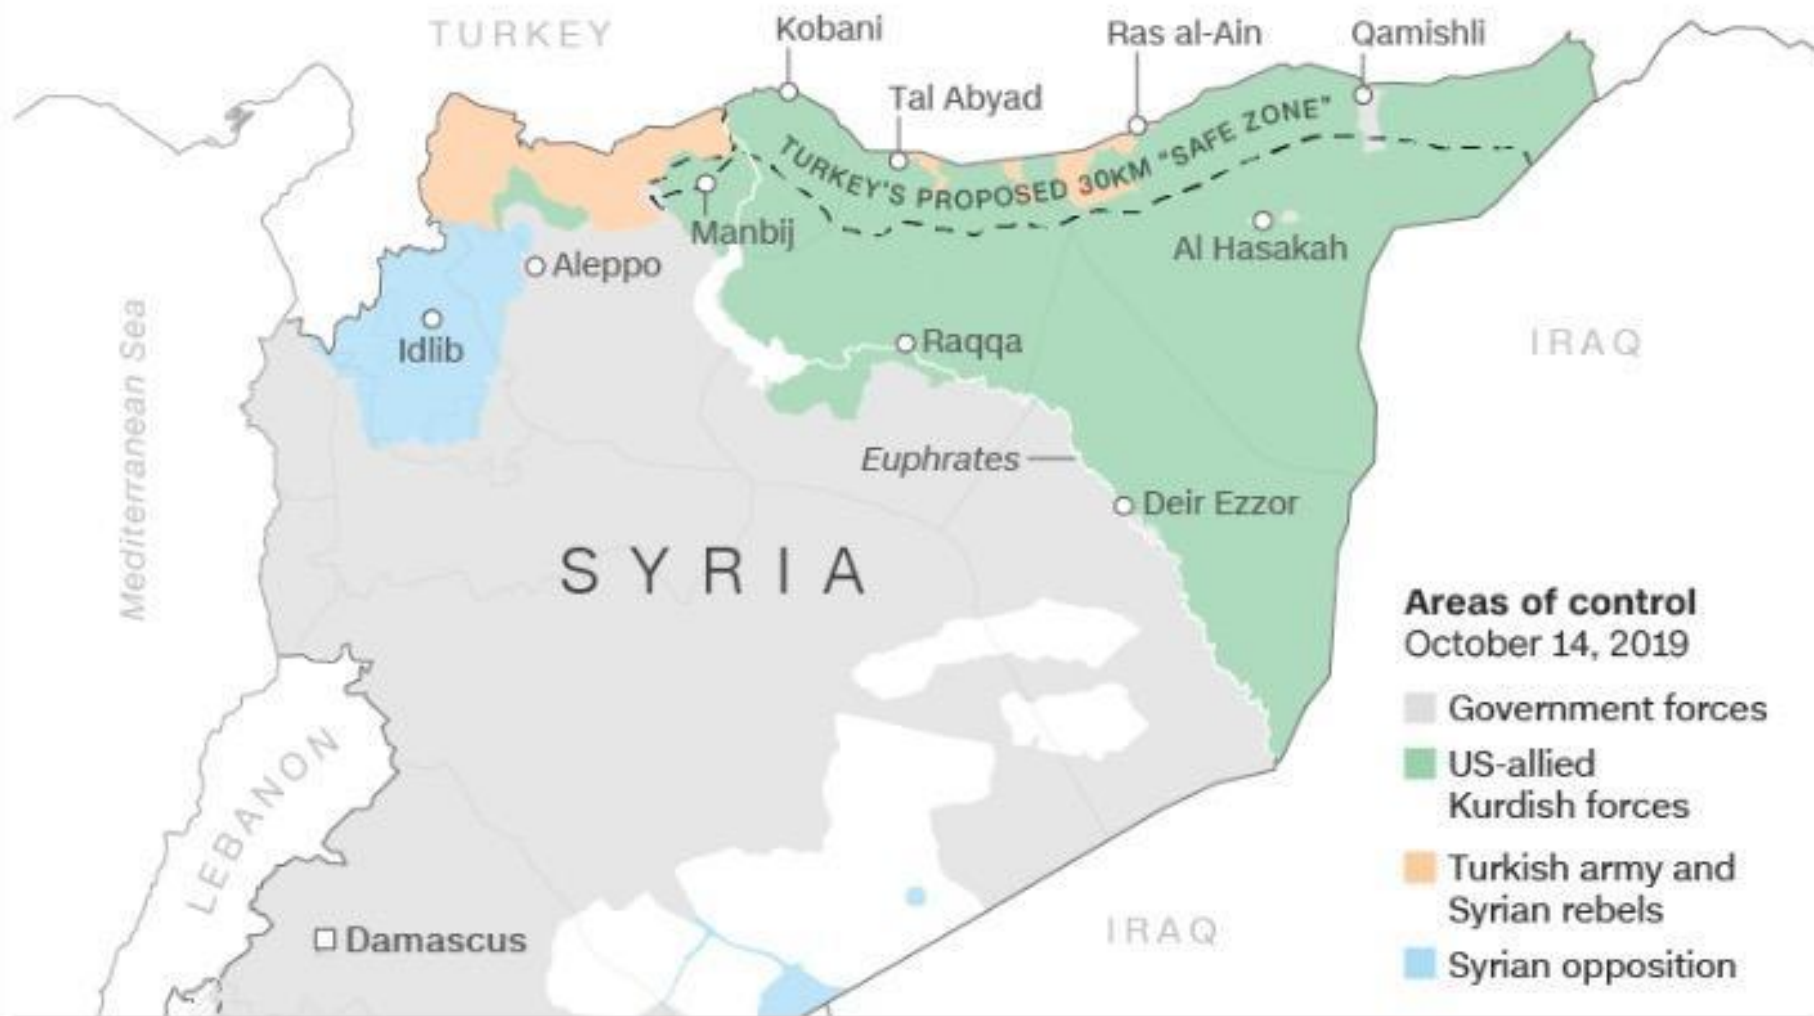 TURKEY
Kobani
Ras al-Ain
Qamishli
Tal Abyad
TURKEY'S PROPOSED 30KM "SAFE ZONE"
Manbij
Al Hasakah
Aleppo
Idlib
Raqqa
IRAQ
Mediterranean Sea
Euphrates
Deir Ezzor
SYRIA
LEBANON
Damascus
IRAQ
Areas of control
October 14, 2019
Government forces
US-allied
Kurdish forces
Turkish army and
Syrian rebels
Syrian opposition